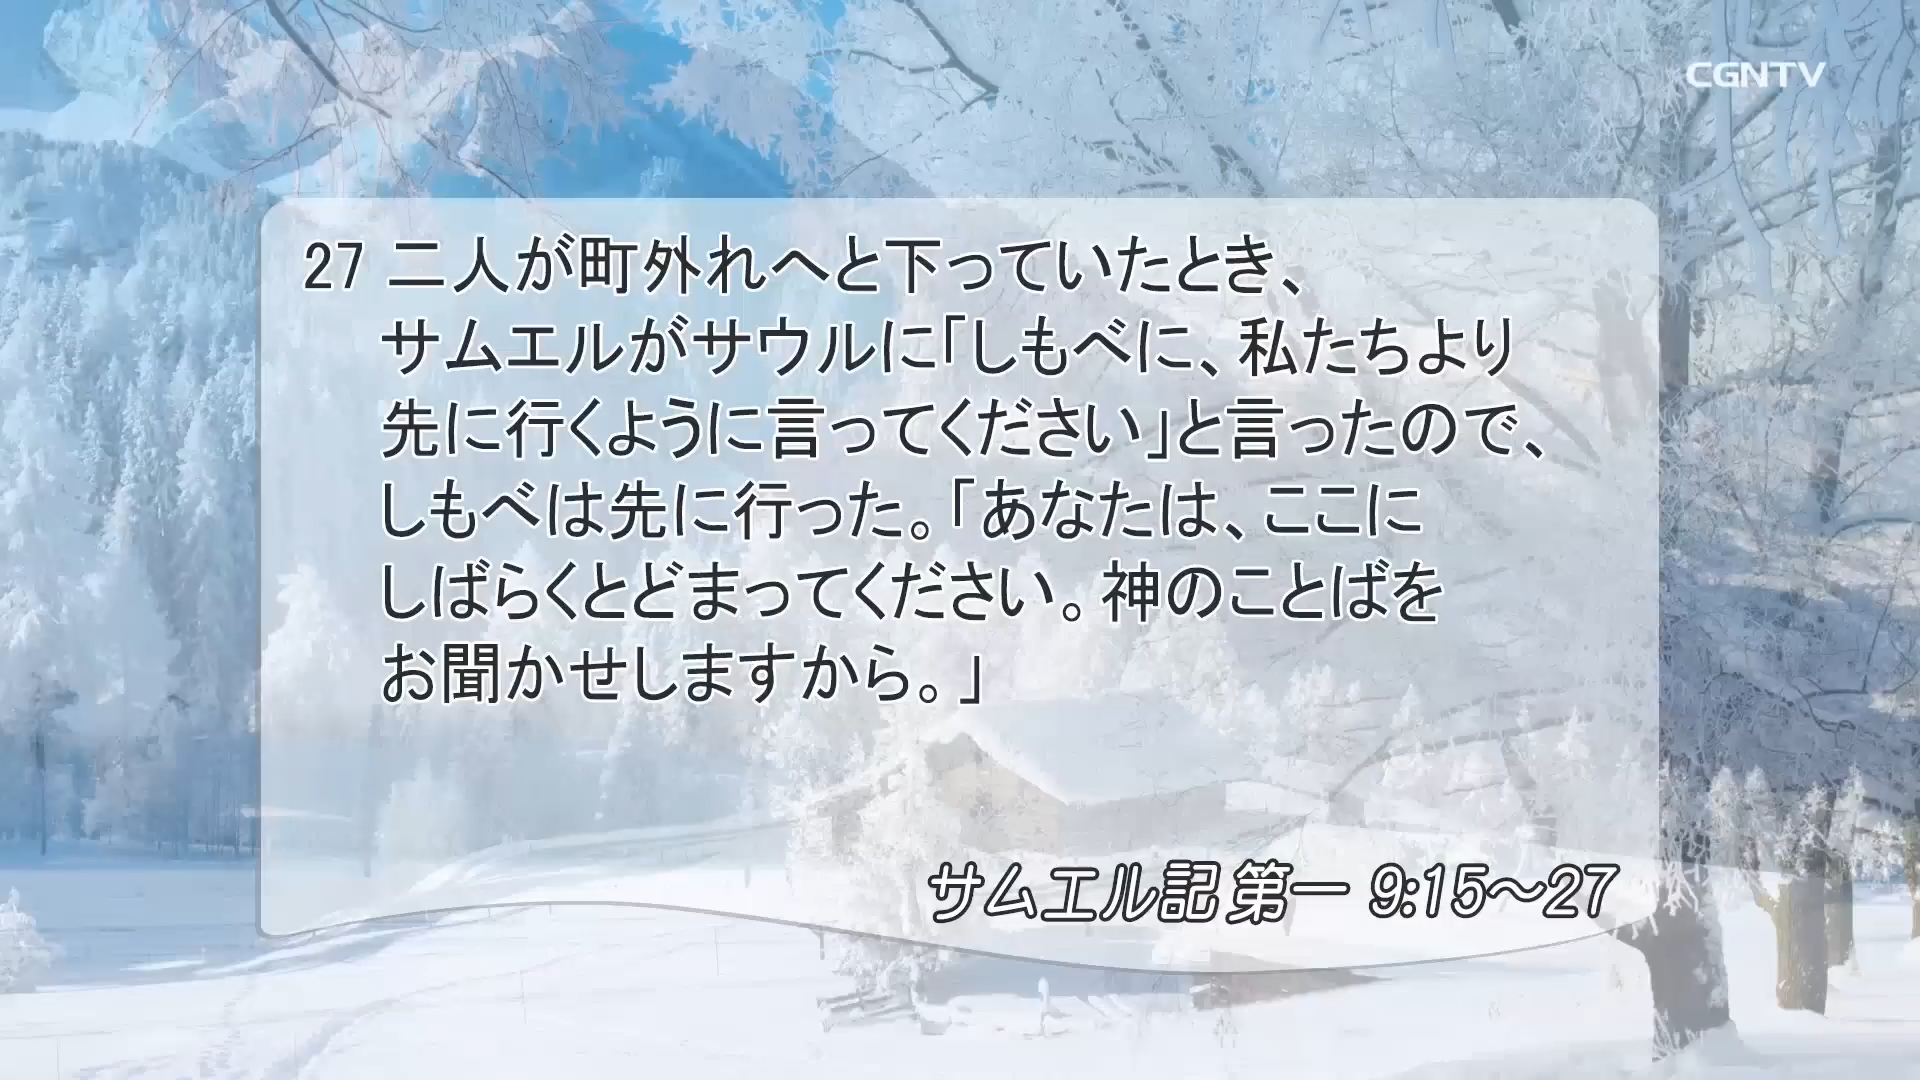 CGNTV
27 二人が町外れへと下っていたとき、
サムエルがサウルに「しもべに、私たちより
先に行くように言ってください」と言ったので、
しもべは先に行った。「あなたは、ここに
しばらくとどまってください。神のことばを
お聞かせしますから。」
サムエル記 第一 9:15〜27